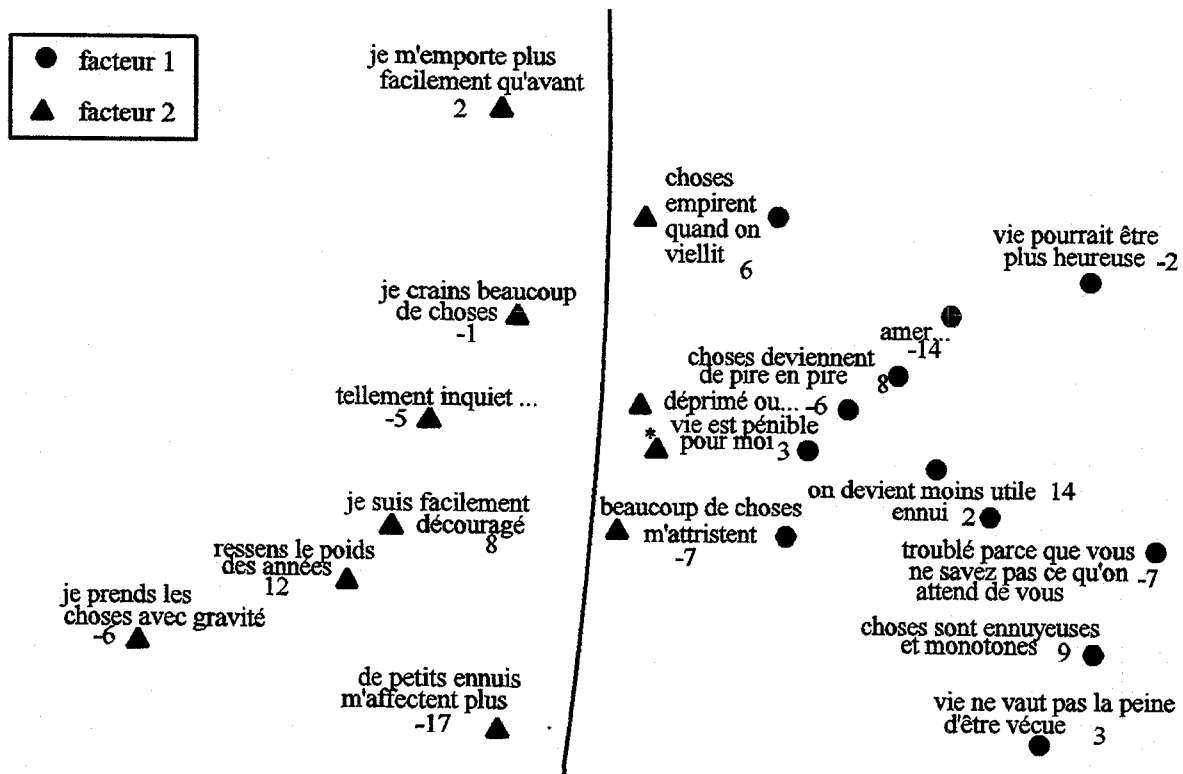 facteur 1
facteur 2
je m'emporte plus
facilement qu'avant
2
choses
empirent
quand on
viellit
6
vie pourrait être
plus heureuse -2
je crains beaucoup
de choses
-1
amer...
-14
choses deviennent
de pire en pire 8
tellement inquiet ...
-5
déprimé ou... -6
* vie est pénible
pour moi 3
on devient moins utile 14
ennui 2
je suis facilement
découragé
8
beaucoup de choses
m'attristent
-7
troublé parce que vous
ne savez pas ce qu'on -7
attend de vous
ressens le poids
des années
12
je prends les
choses avec gravité
-6
choses sont ennuyeuses
et monotones 9
de petits ennuis
m'affectent plus
-17
vie ne vaut pas la peine
d'être vécue 3